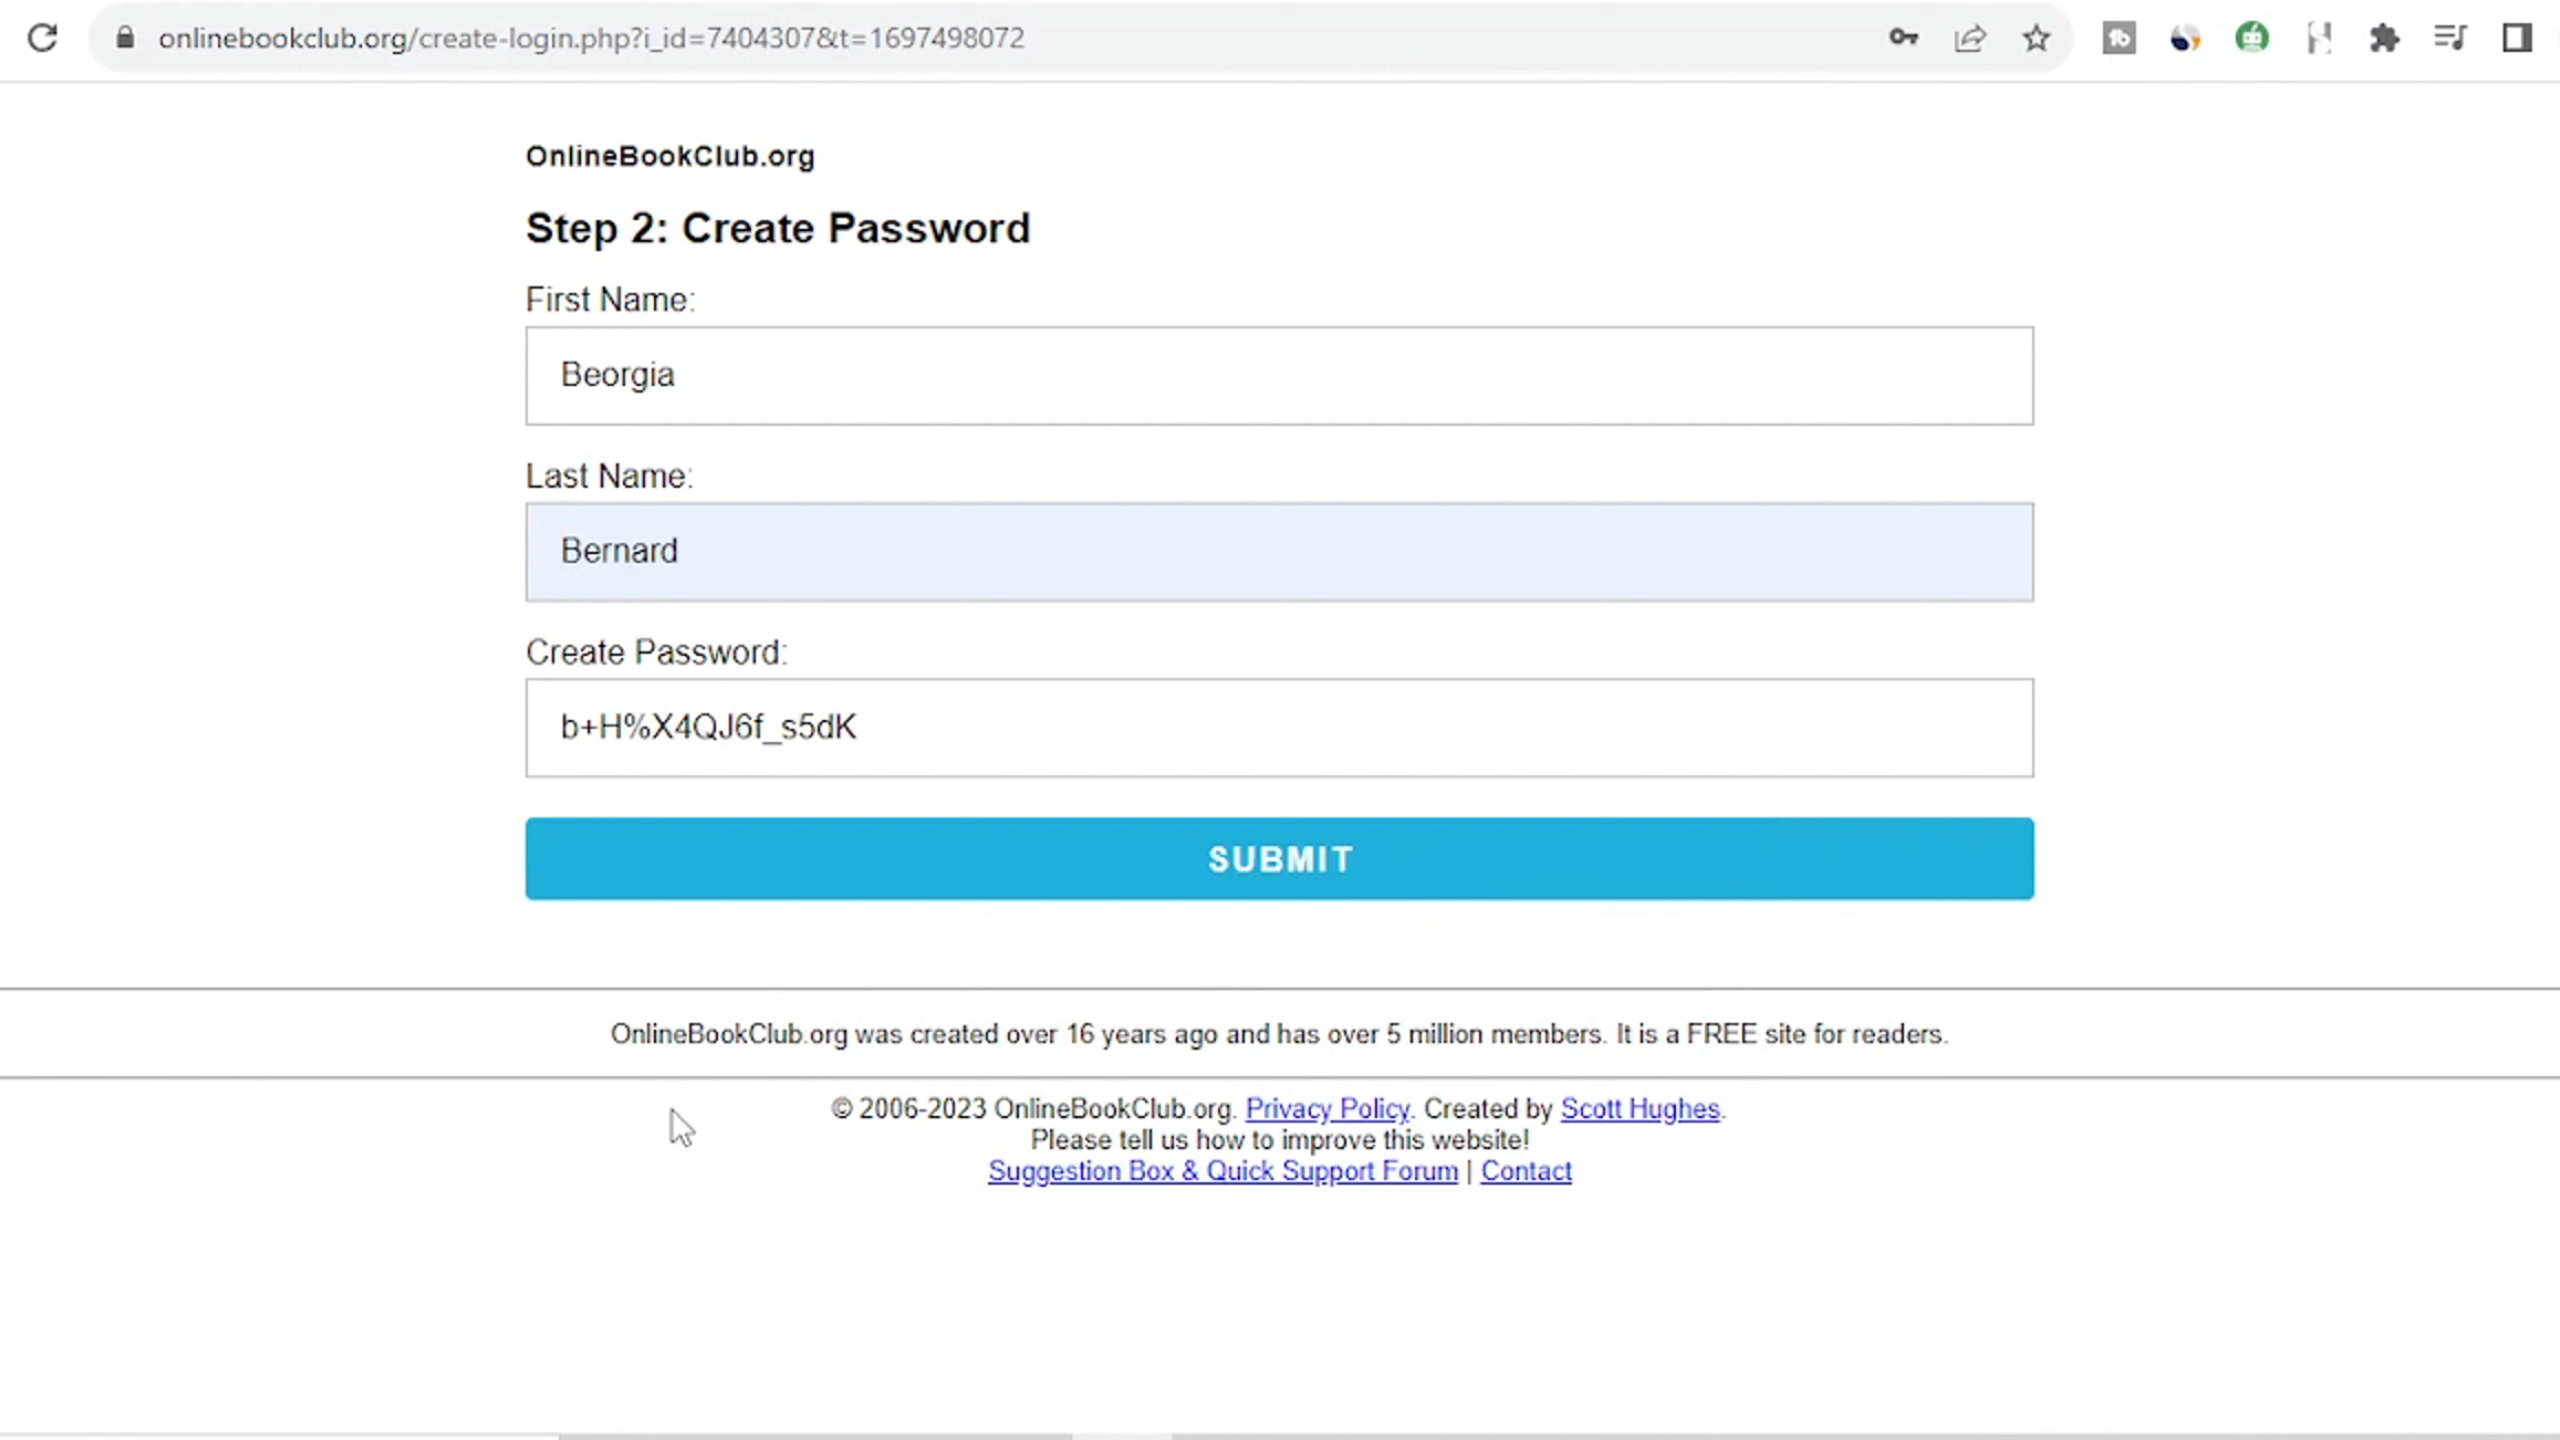 onlinebookclub.org/create-login.php?i_id=7404307&t=1697498072
OnlineBookClub.org
Step 2: Create Password
First Name:
Beorgia
Last Name:
Bernard
Create Password:
b+H%X4QJ6f_s5dK
SUBMIT
OnlineBookClub.org was created over 16 years ago and has over 5 million members. It is a FREE site for readers.
© 2006-2023 OnlineBookClub.org. Privacy Policy. Created by Scott Hughes.
Please tell us how to improve this website!
Suggestion Box & Quick Support Forum | Contact